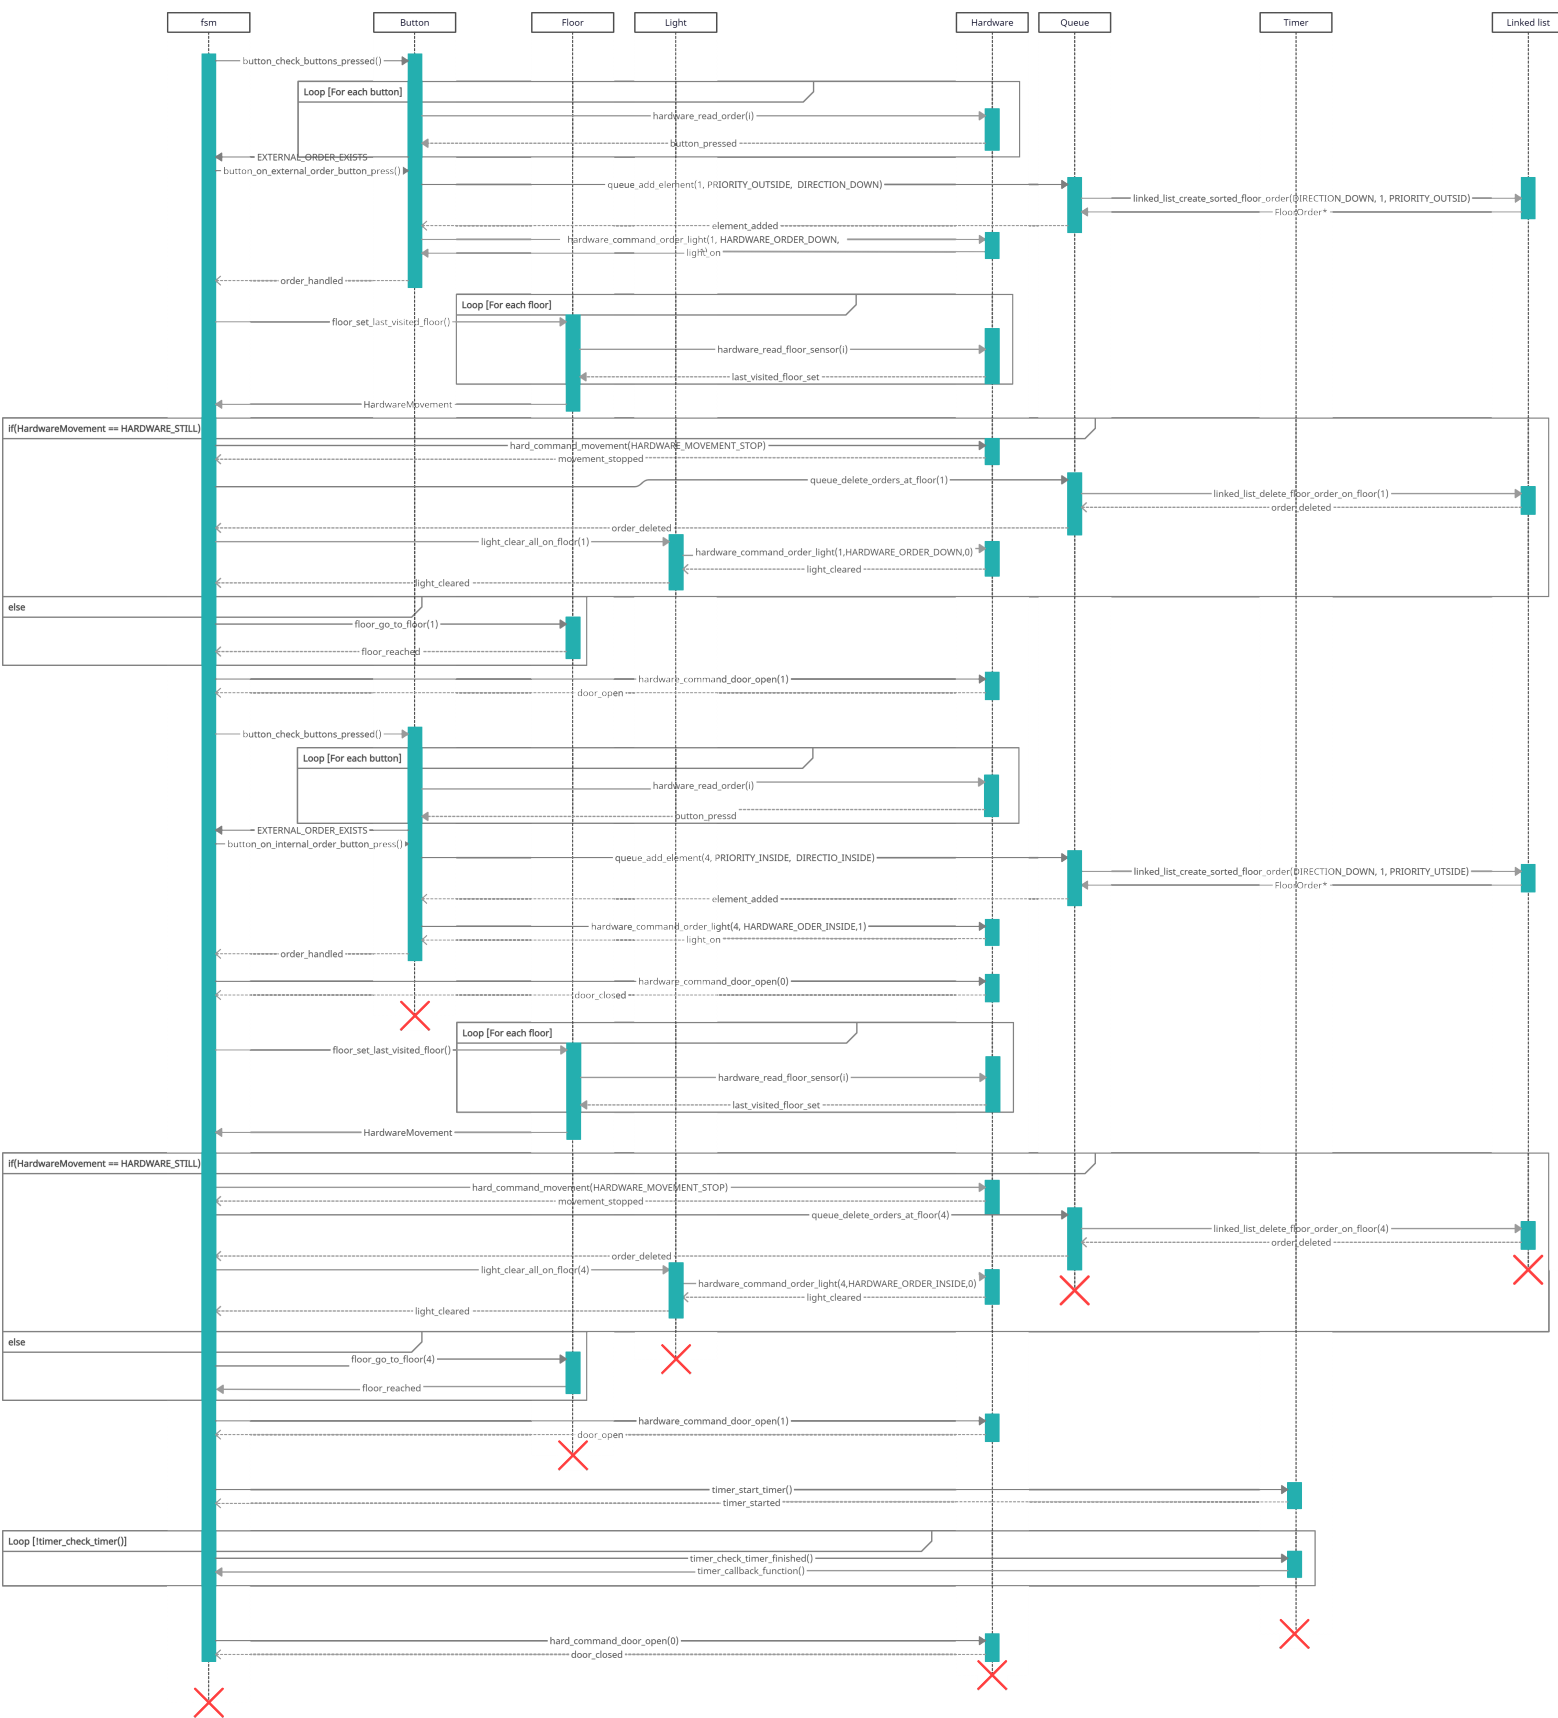 fsm
Button
Floor
Light
Hardware
Queue
Timer
Linked list
button_check_buttons_pressed()
Loop [For each button]
hardware_read_order(i)
button_pressed
EXTERNAL_ORDER_EXISTS
button_on_external_order_button_press()
queue_add_element(1, PRIORITY_OUTSIDE, DIRECTION_DOWN)
linked_list_create_sorted_floor_order(DIRECTION_DOWN, 1, PRIORITY_OUTSID)
FloorOrder*
element_added
hardware_command_order_light(1, HARDWARE_ORDER_DOWN,
light_on
order_handled
Loop [For each floor]
floor_set_last_visited_floor()
hardware_read_floor_sensor(i)
last_visited_floor_set
HardwareMovement
if(HardwareMovement == HARDWARE_STILL)
hard_command_movement(HARDWARE_MOVEMENT_STOP)
movement_stopped
queue_delete_orders_at_floor(1)
linked_list_delete_floor_order_on_floor(1)
order_deleted
order_deleted
light_clear_all_on_floor(1)
hardware_command_order_light(1,HARDWARE_ORDER_DOWN,0)
light_cleared
light_cleared
else
floor_go_to_floor(1)
floor_reached
hardware_command_door_open(1)
door_open
button_check_buttons_pressed()
Loop [For each button]
hardware_read_order(i)
button_pressd
EXTERNAL_ORDER_EXISTS
button_on_internal_order_button_press()
queue_add_element(4, PRIORITY_INSIDE, DIRECTIO_INSIDE)
linked_list_create_sorted_floor_order(DIRECTION_DOWN, 1, PRIORITY_UTSIDE)
FloorOrder*
element_added
hardware_command_order_light(4, HARDWARE_ODER_INSIDE,1)
light_on
order_handled
hardware_command_door_open(0)
door_closed
Loop [For each floor]
floor_set_last_visited_floor()
hardware_read_floor_sensor(i)
last_visited_floor_set
HardwareMovement
if(HardwareMovement == HARDWARE_STILL)
hard_command_movement(HARDWARE_MOVEMENT_STOP)
movement_stopped
queue_delete_orders_at_floor(4)
linked_list_delete_floor_order_on_floor(4)
order_deleted
order_deleted
light_clear_all_on_floor(4)
hardware_command_order_light(4,HARDWARE_ORDER_INSIDE,0)
light_cleared
light_cleared
else
floor_go_to_floor(4)
floor_reached
hardware_command_door_open(1)
door_open
timer_start_timer()
timer_started
Loop [!timer_check_timer()]
timer_check_timer_finished()
timer_callback_function()
hard_command_door_open(0)
door_closed